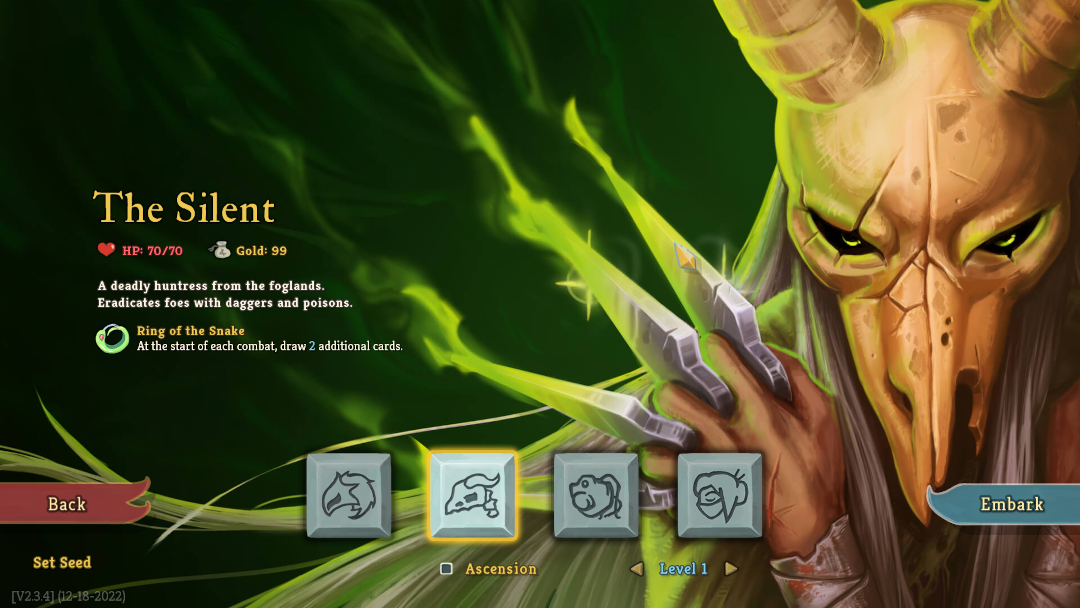 The Silent
HP: 70/70 Gold: 99
A deadly huntress from the foglands.
Eradicates foes with daggers and poisons.
Ring of the Snake
At the start of each combat, draw 2 additional cards.
Back
Embark
Set Seed
Ascension
Level 1
[V2.3.4] (12-18-2022)